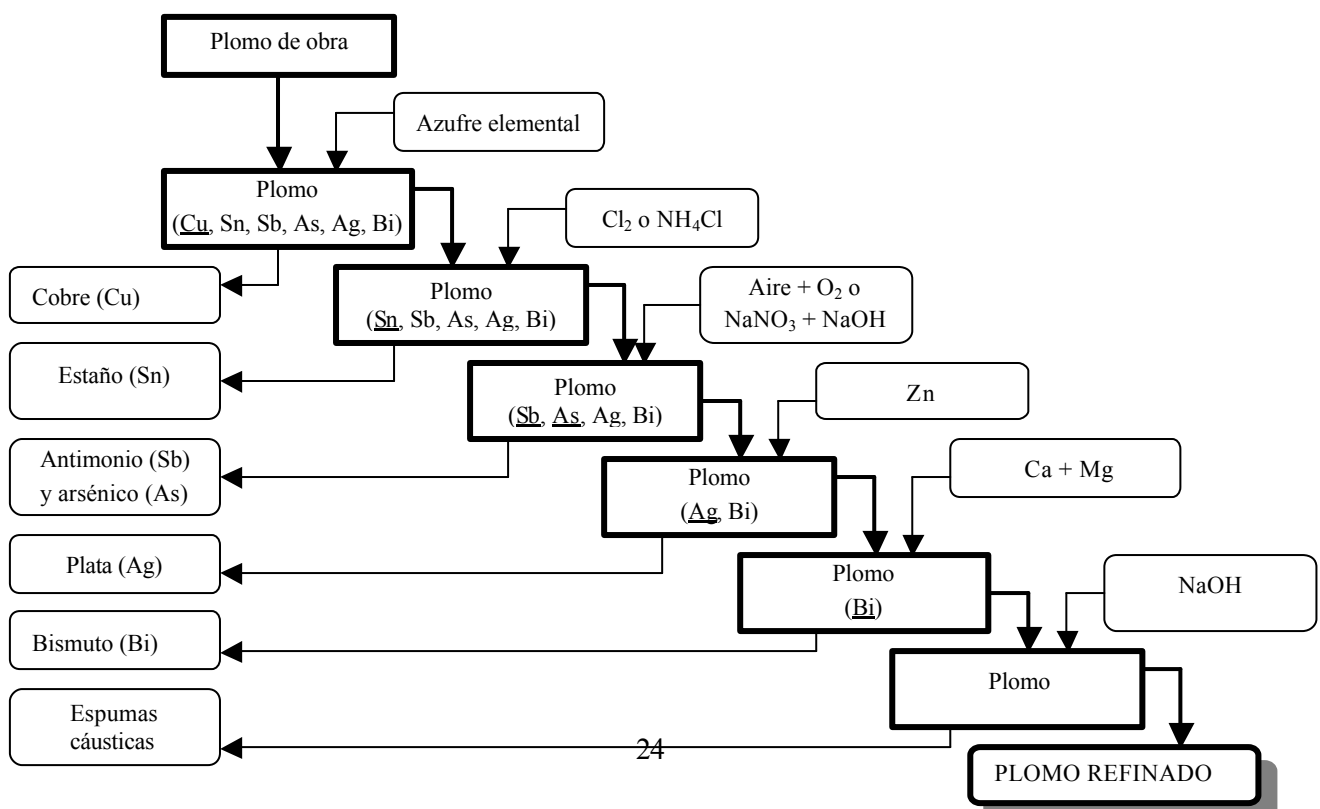 Plomo de obra
Azufre elemental
Plomo
(Cu, Sn, Sb, As, Ag, Bi)
Cl₂ o NH₄Cl
Cobre (Cu)
Plomo
(Sn, Sb, As, Ag, Bi)
Aire + O₂ o
NaNO₃ + NaOH
Estaño (Sn)
Plomo
(Sb, As, Ag, Bi)
Zn
Antimonio (Sb)
y arsénico (As)
Plomo
(Ag, Bi)
Ca + Mg
Plata (Ag)
Plomo
(Bi)
NaOH
Bismuto (Bi)
Plomo
Espumas
cáusticas
24
PLOMO REFINADO